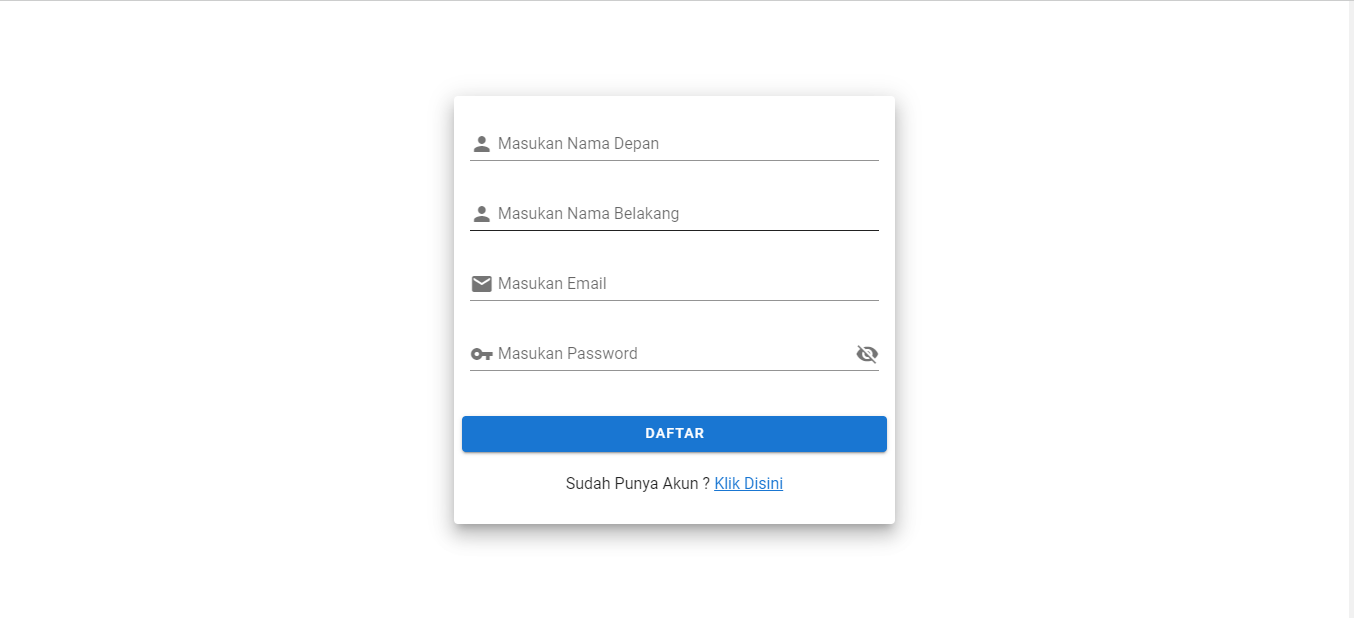 Masukan Nama Depan
Masukan Nama Belakang
Masukan Email
Masukan Password
DAFTAR
Sudah Punya Akun ? Klik Disini